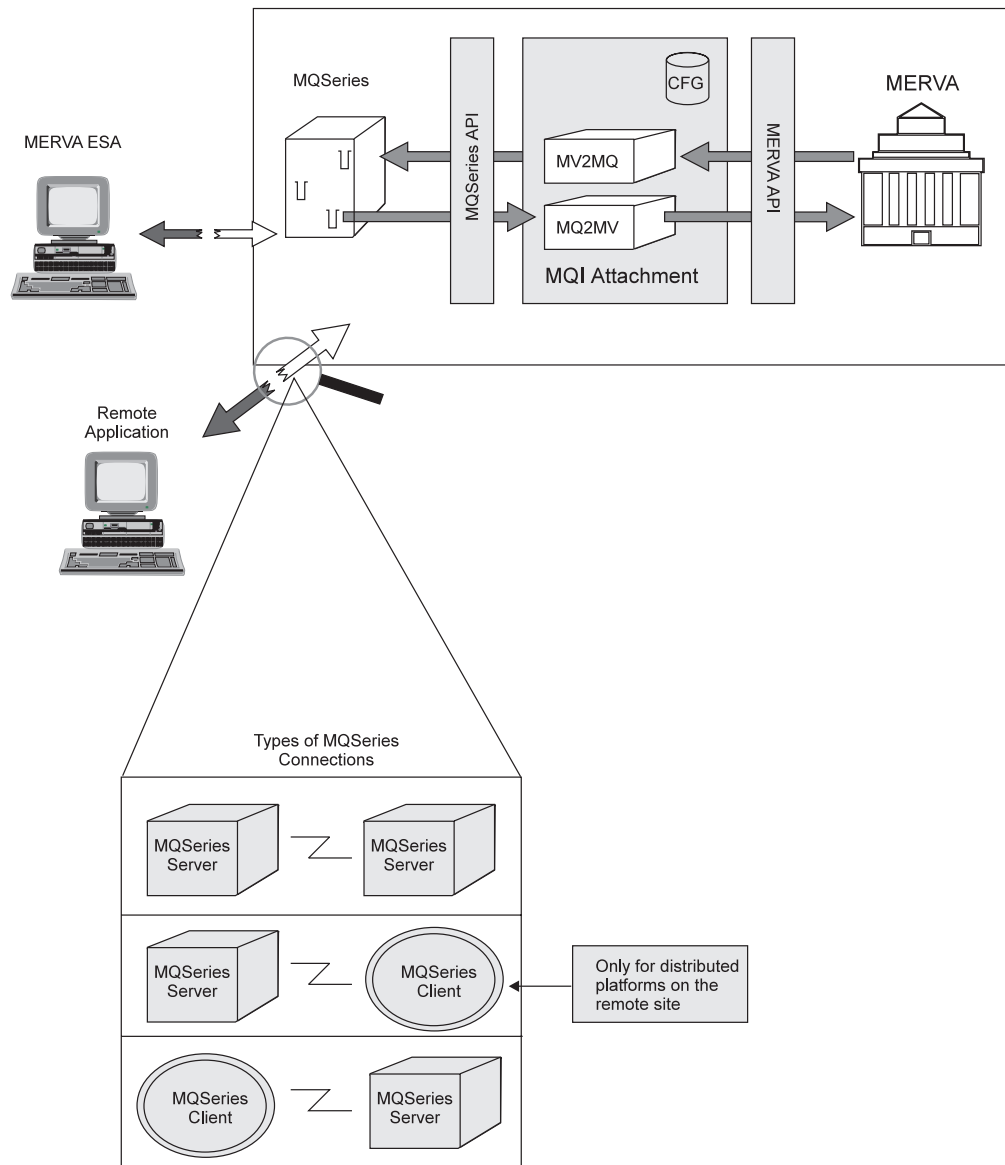 MQSeries
MQSeries API
CFG
MV2MQ
MQ2MV
MQI Attachment
MERVA API
MERVA
MERVA ESA
Remote
Application
Types of MQSeries
Connections
MQSeries
Server
MQSeries
Server
MQSeries
Server
MQSeries
Client
Only for distributed
platforms on the
remote site
MQSeries
Client
MQSeries
Server